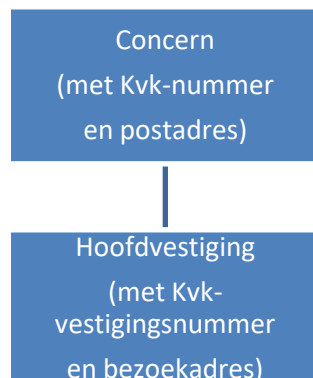 Concern
(met Kvk-nummer
en postadres)
Hoofdvestiging
(met Kvk-
vestigingsnummer
en bezoekadres)